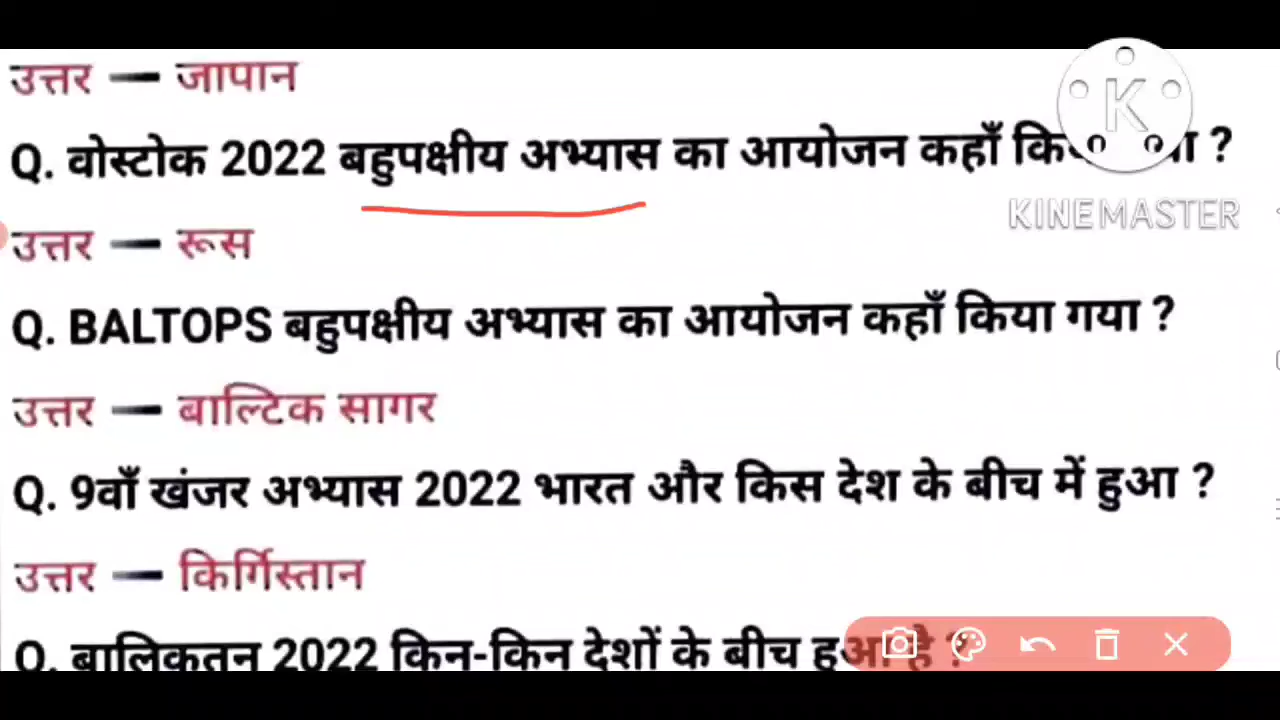 उत्तर — जापान
Q. वोस्टोक 2022 बहुपक्षीय अभ्यास का आयोजन कहाँ ?
KINEMASTER
उत्तर — रूस
Q. BALTOPS बहुपक्षीय अभ्यास का आयोजन कहाँ किया गया ?
उत्तर — बाल्टिक सागर
Q. 9वाँ खंजर अभ्यास 2022 भारत और किस देश के बीच में हुआ ?
उत्तर — किर्गिस्तान
Q. बालिकतन 2022 किन-किन देशों के बीच हुआ है ?